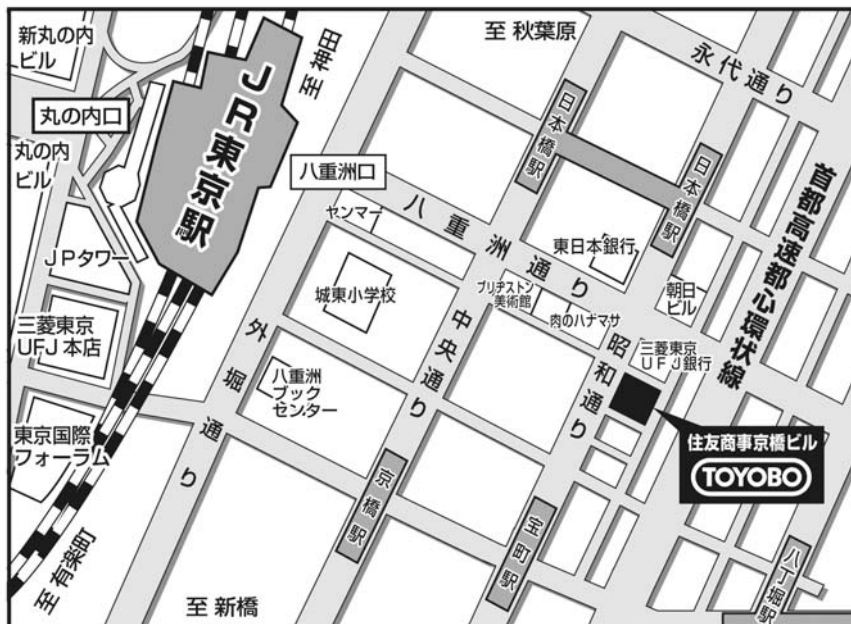 新丸の内
ビル
至 神田
至 秋葉原
永代通り
丸の内口
丸の内
ビル
JR東京駅
日本橋駅
日本橋駅
首都高速都心環状線
八重洲口
ヤンマー
八重洲通り
東日本銀行
JPタワー
城東小学校
ブリヂストン
美術館
朝日
ビル
肉のハナマサ
三菱東京
UFJ本店
外堀通り
中央通り
昭和通り
三菱東京
UFJ銀行
八重洲
ブック
センター
東京国際
フォーラム
住友商事京橋ビル
TOYOBO
京橋駅
宝町駅
八丁堀駅
至 有楽町
至 新橋